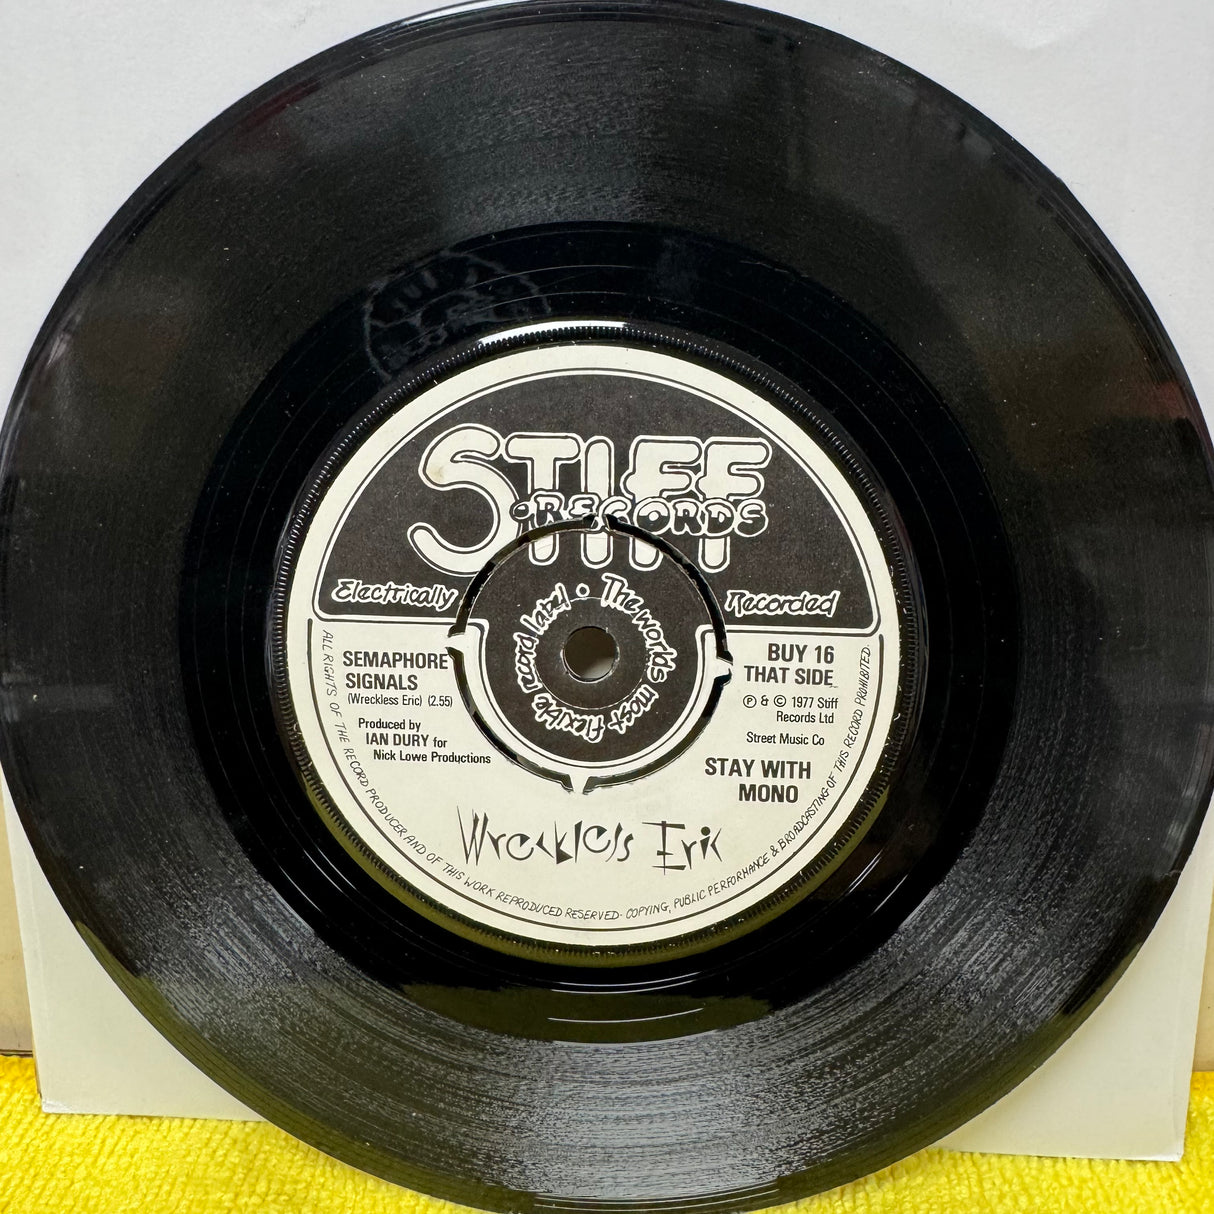 STIFF
RECORDS
Electrically
Recorded
The worlds most flexible record label
SEMAPHORE
SIGNALS
(Wreckless Eric) (2.55)
Produced by
IAN DURY for
Nick Lowe Productions
BUY 16
THAT SIDE
℗ & © 1977 Stiff
Records Ltd
Street Music Co
STAY WITH
MONO
Wreckless Eric
ALL RIGHTS OF THE RECORD PRODUCER AND OF THIS WORK REPRODUCED RESERVED· COPYING, PUBLIC PERFORMANCE & BROADCASTING OF THIS RECORD PROHIBITED